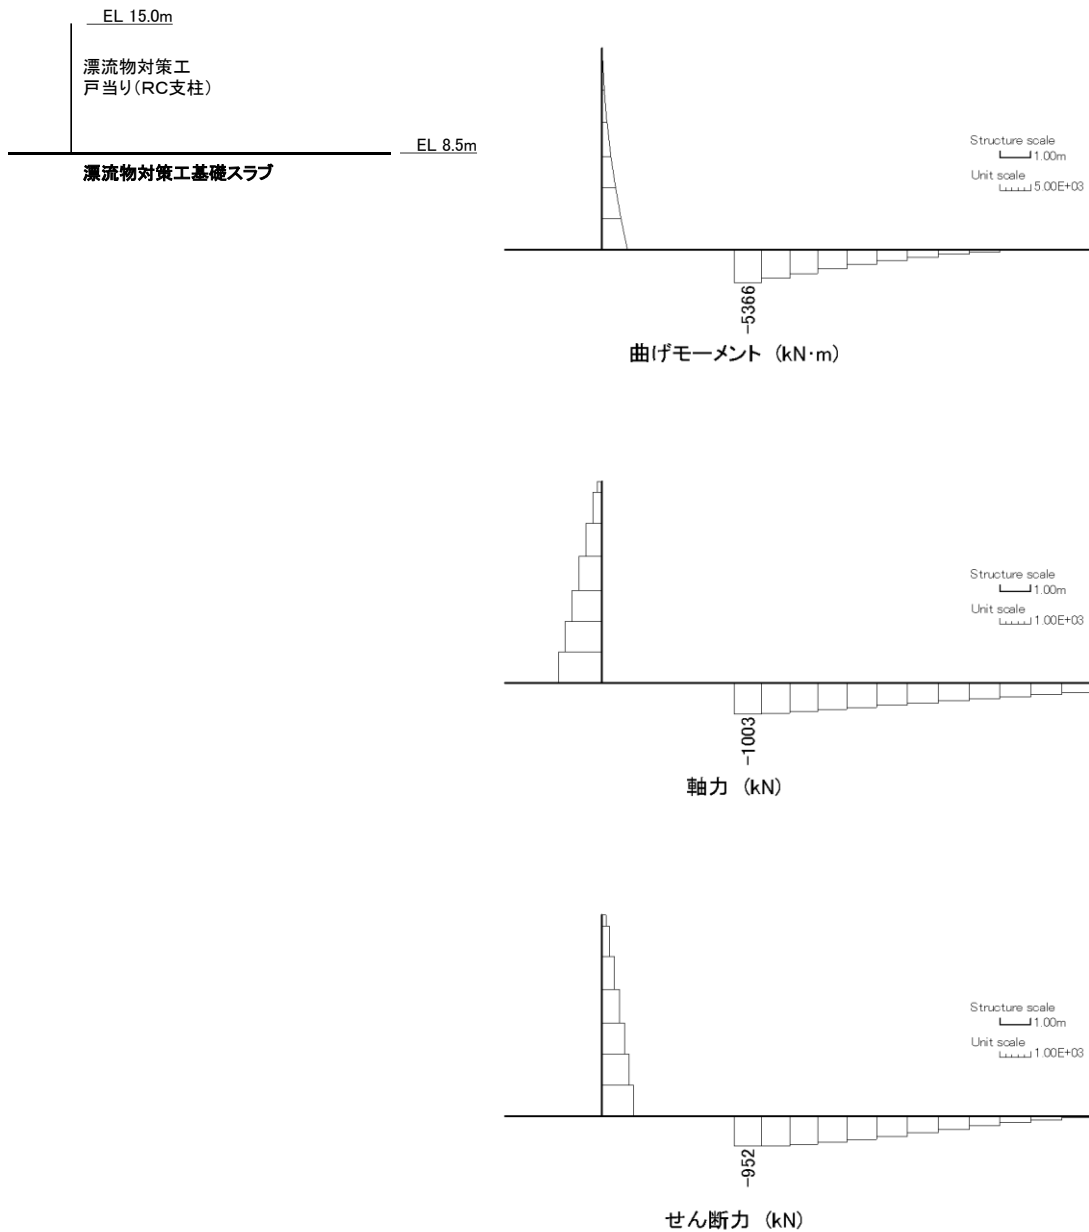 EL 15.0m
漂流物対策工
戸当り(RC支柱)
EL 8.5m
漂流物対策工基礎スラブ
Structure scale
1.00m
Unit scale
5.00E+03
-5366
曲げモーメント (kN·m)
Structure scale
1.00m
Unit scale
1.00E+03
-1003
軸力 (kN)
Structure scale
1.00m
Unit scale
1.00E+03
-952
せん断力 (kN)